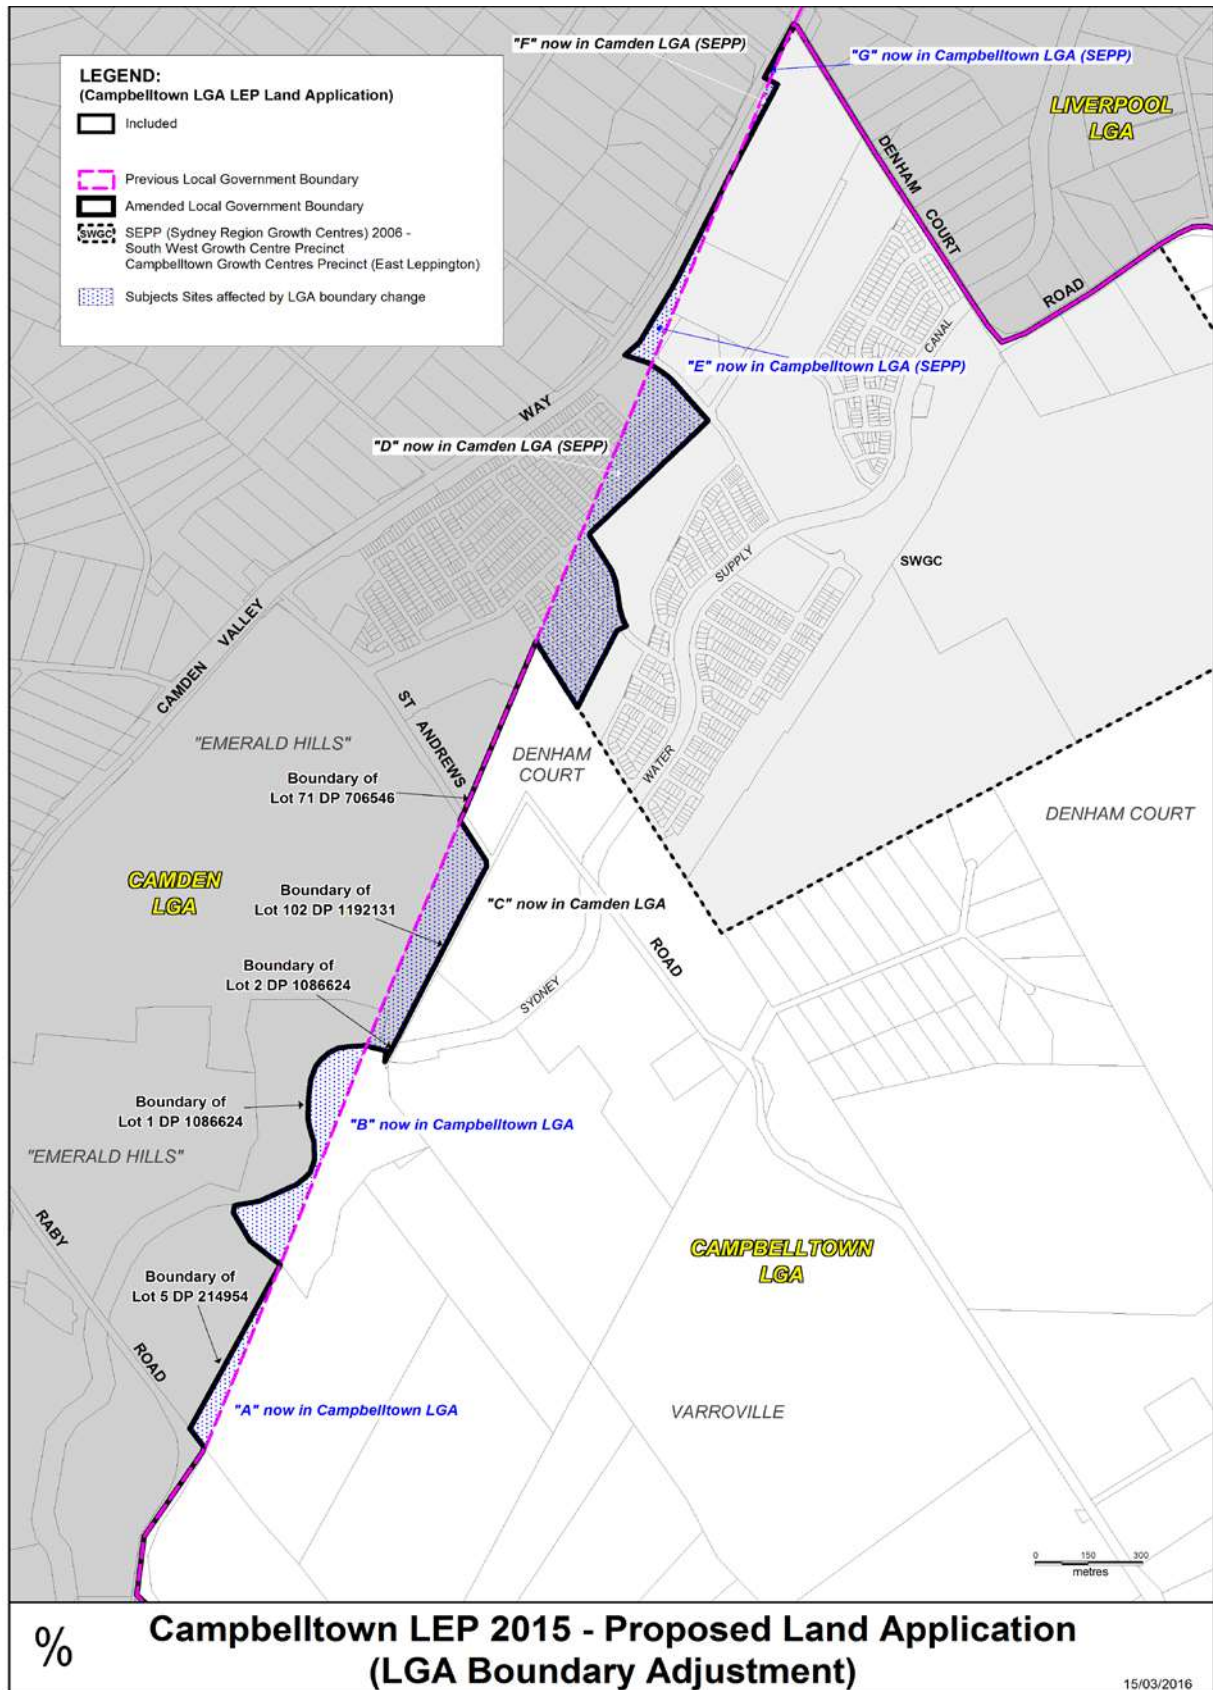 "F" now in Camden LGA (SEPP)
"G" now in Campbelltown LGA (SEPP)
LEGEND:
(Campbelltown LGA LEP Land Application)
Included
Previous Local Government Boundary
Amended Local Government Boundary
SWGC
SEPP (Sydney Region Growth Centres) 2006 -
South West Growth Centre Precinct
Campbelltown Growth Centres Precinct (East Leppington)
Subjects Sites affected by LGA boundary change
LIVERPOOL
LGA
DENHAM
COURT
ROAD
CANAL
"E" now in Campbelltown LGA (SEPP)
WAY
"D" now in Camden LGA (SEPP)
SUPPLY
SWGC
VALLEY
CAMDEN
ST ANDREWS
"EMERALD HILLS"
DENHAM
COURT
WATER
Boundary of
Lot 71 DP 706546
DENHAM COURT
CAMDEN
LGA
Boundary of
Lot 102 DP 1192131
"C" now in Camden LGA
ROAD
Boundary of
Lot 2 DP 1086624
SYDNEY
Boundary of
Lot 1 DP 1086624
"B" now in Campbelltown LGA
"EMERALD HILLS"
RABY
CAMPBELLTOWN
LGA
Boundary of
Lot 5 DP 214954
ROAD
"A" now in Campbelltown LGA
VARROVILLE
0 150 300
metres
%
Campbelltown LEP 2015 - Proposed Land Application
(LGA Boundary Adjustment)
15/03/2016